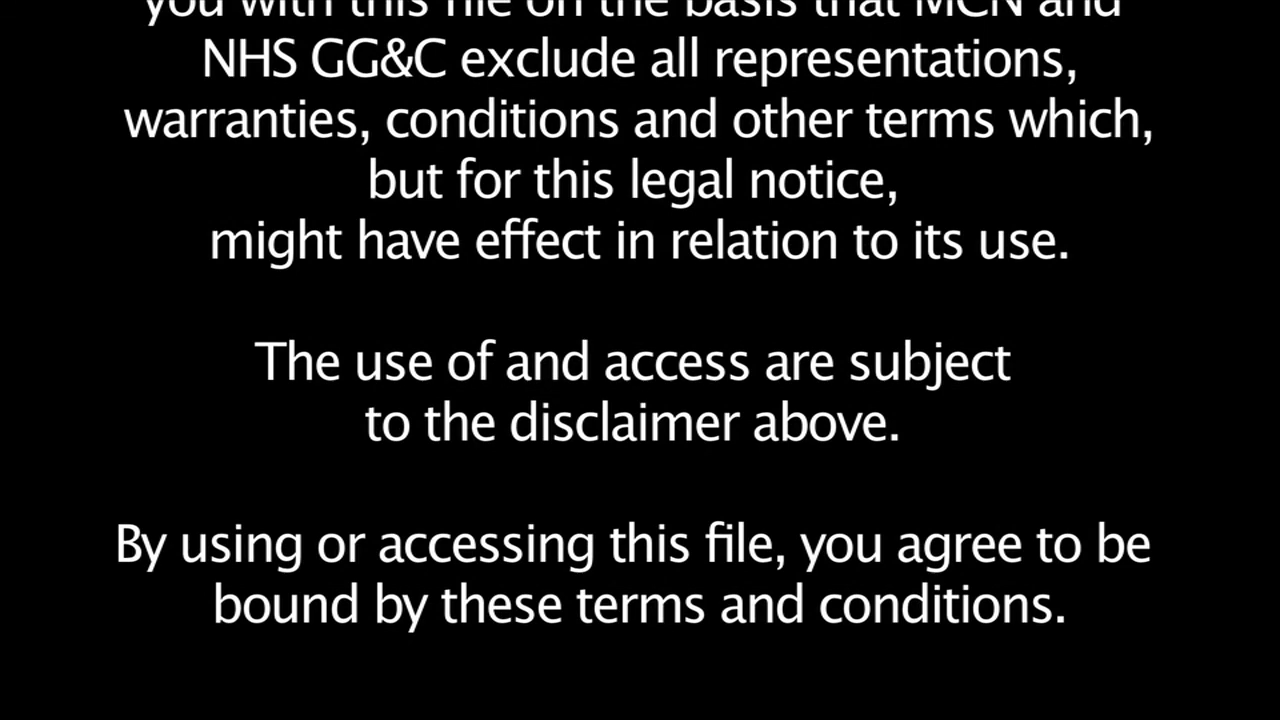 you with this file on the basis that MCN and
NHS GG&C exclude all representations,
warranties, conditions and other terms which,
but for this legal notice,
might have effect in relation to its use.
The use of and access are subject
to the disclaimer above.
By using or accessing this file, you agree to be
bound by these terms and conditions.